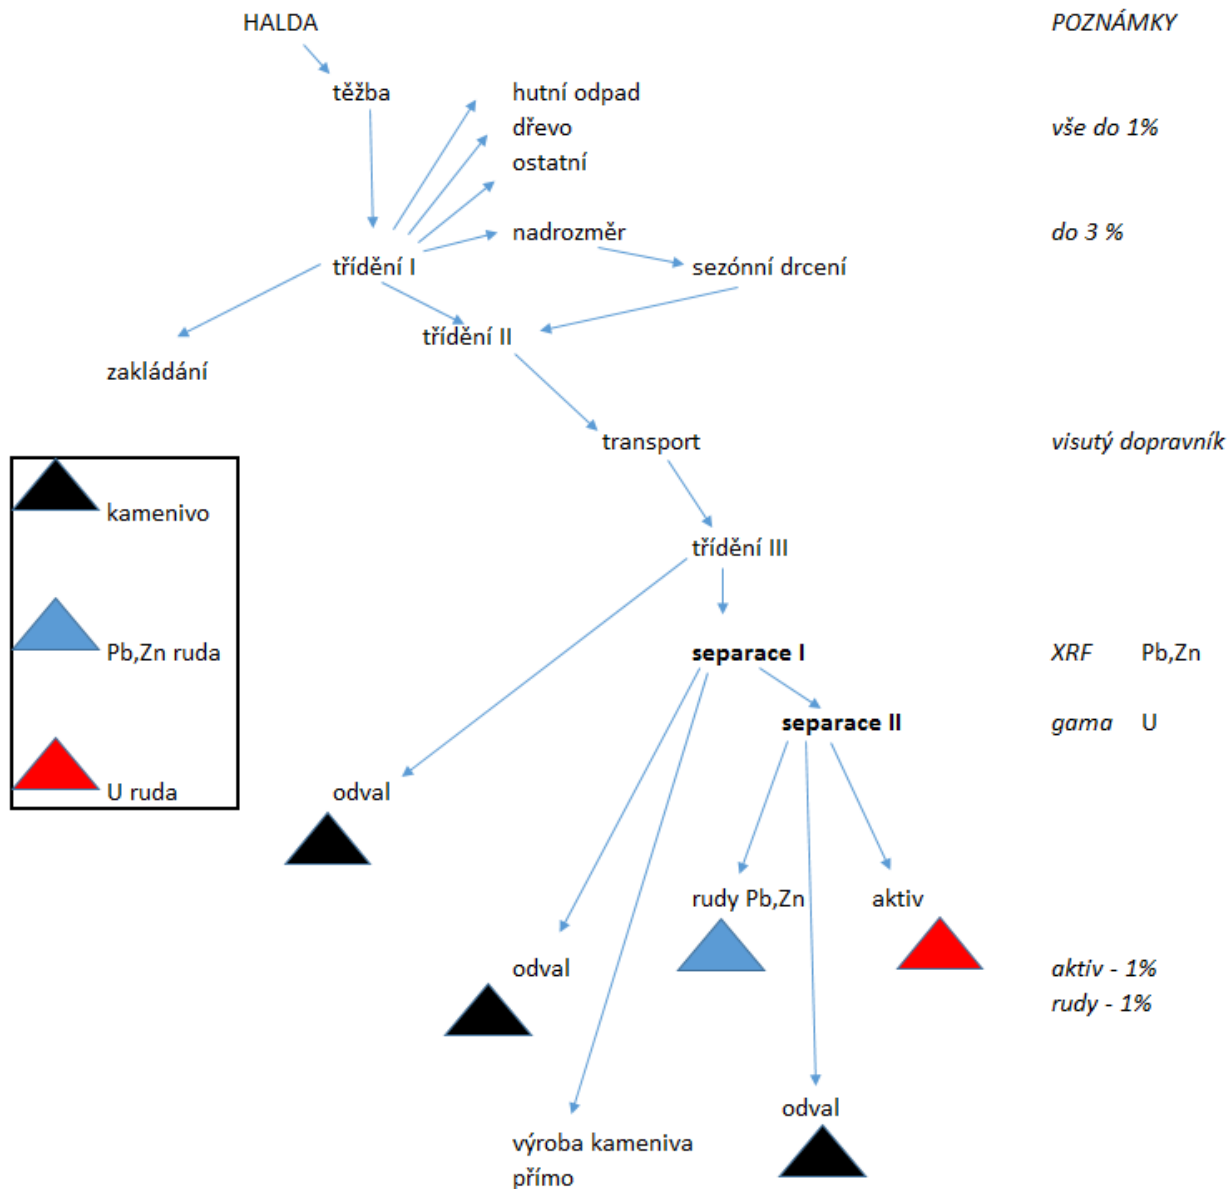 HALDA
POZNÁMKY
těžba
hutní odpad
dřevo
vše do 1%
ostatní
nadrozměr
do 3 %
třídění I
sezónní drcení
třídění II
zakládání
transport
visutý dopravník
kamenivo
třídění III
Pb,Zn ruda
separace I
XRF Pb,Zn
separace II
gama U
U ruda
odval
rudy Pb,Zn
aktiv
odval
aktiv - 1%
rudy - 1%
odval
výroba kameniva
přímo